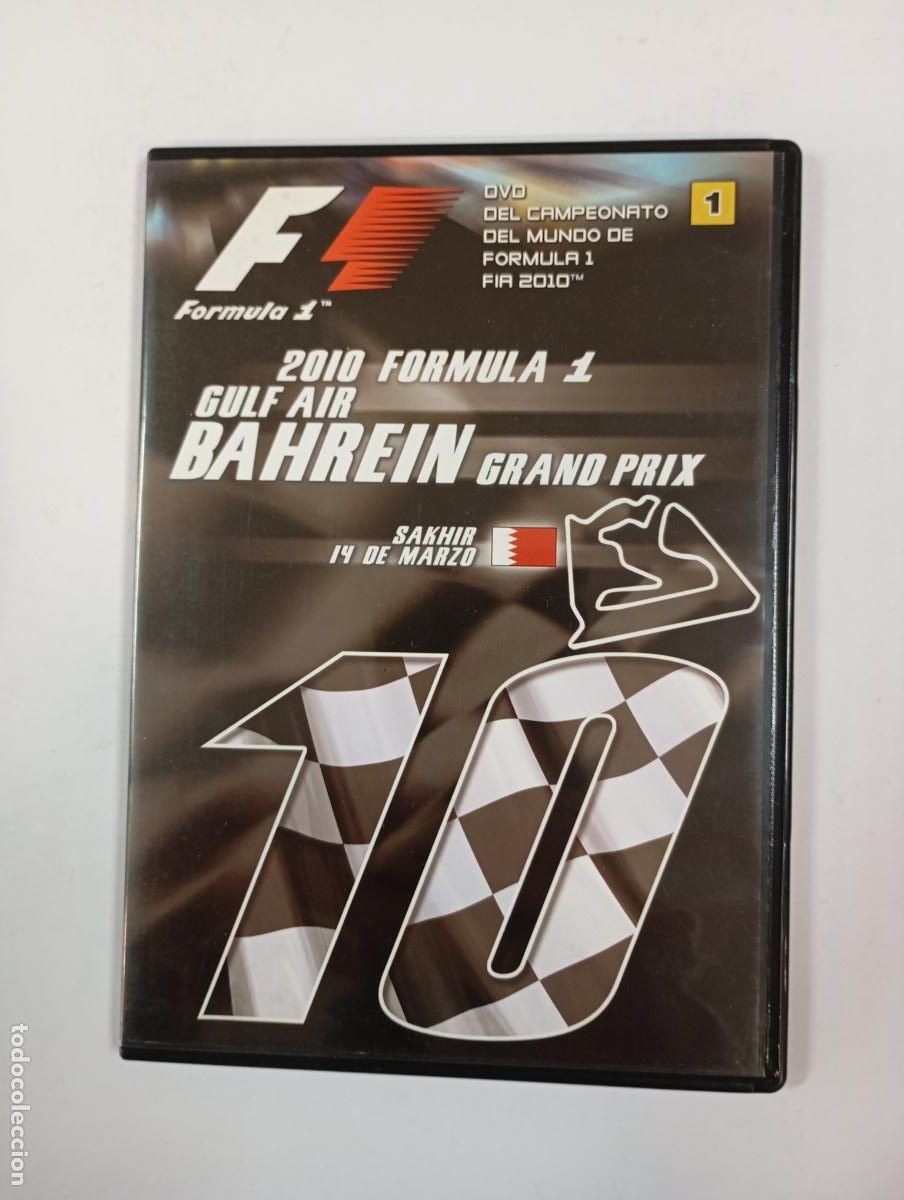 F1
Formula 1™
DVD
DEL CAMPEONATO
DEL MUNDO DE
FORMULA 1
FIA 2010™
1
2010 FORMULA 1
GULF AIR
BAHREIN GRAND PRIX
SAKHIR
14 DE MARZO
10
todocoleccion